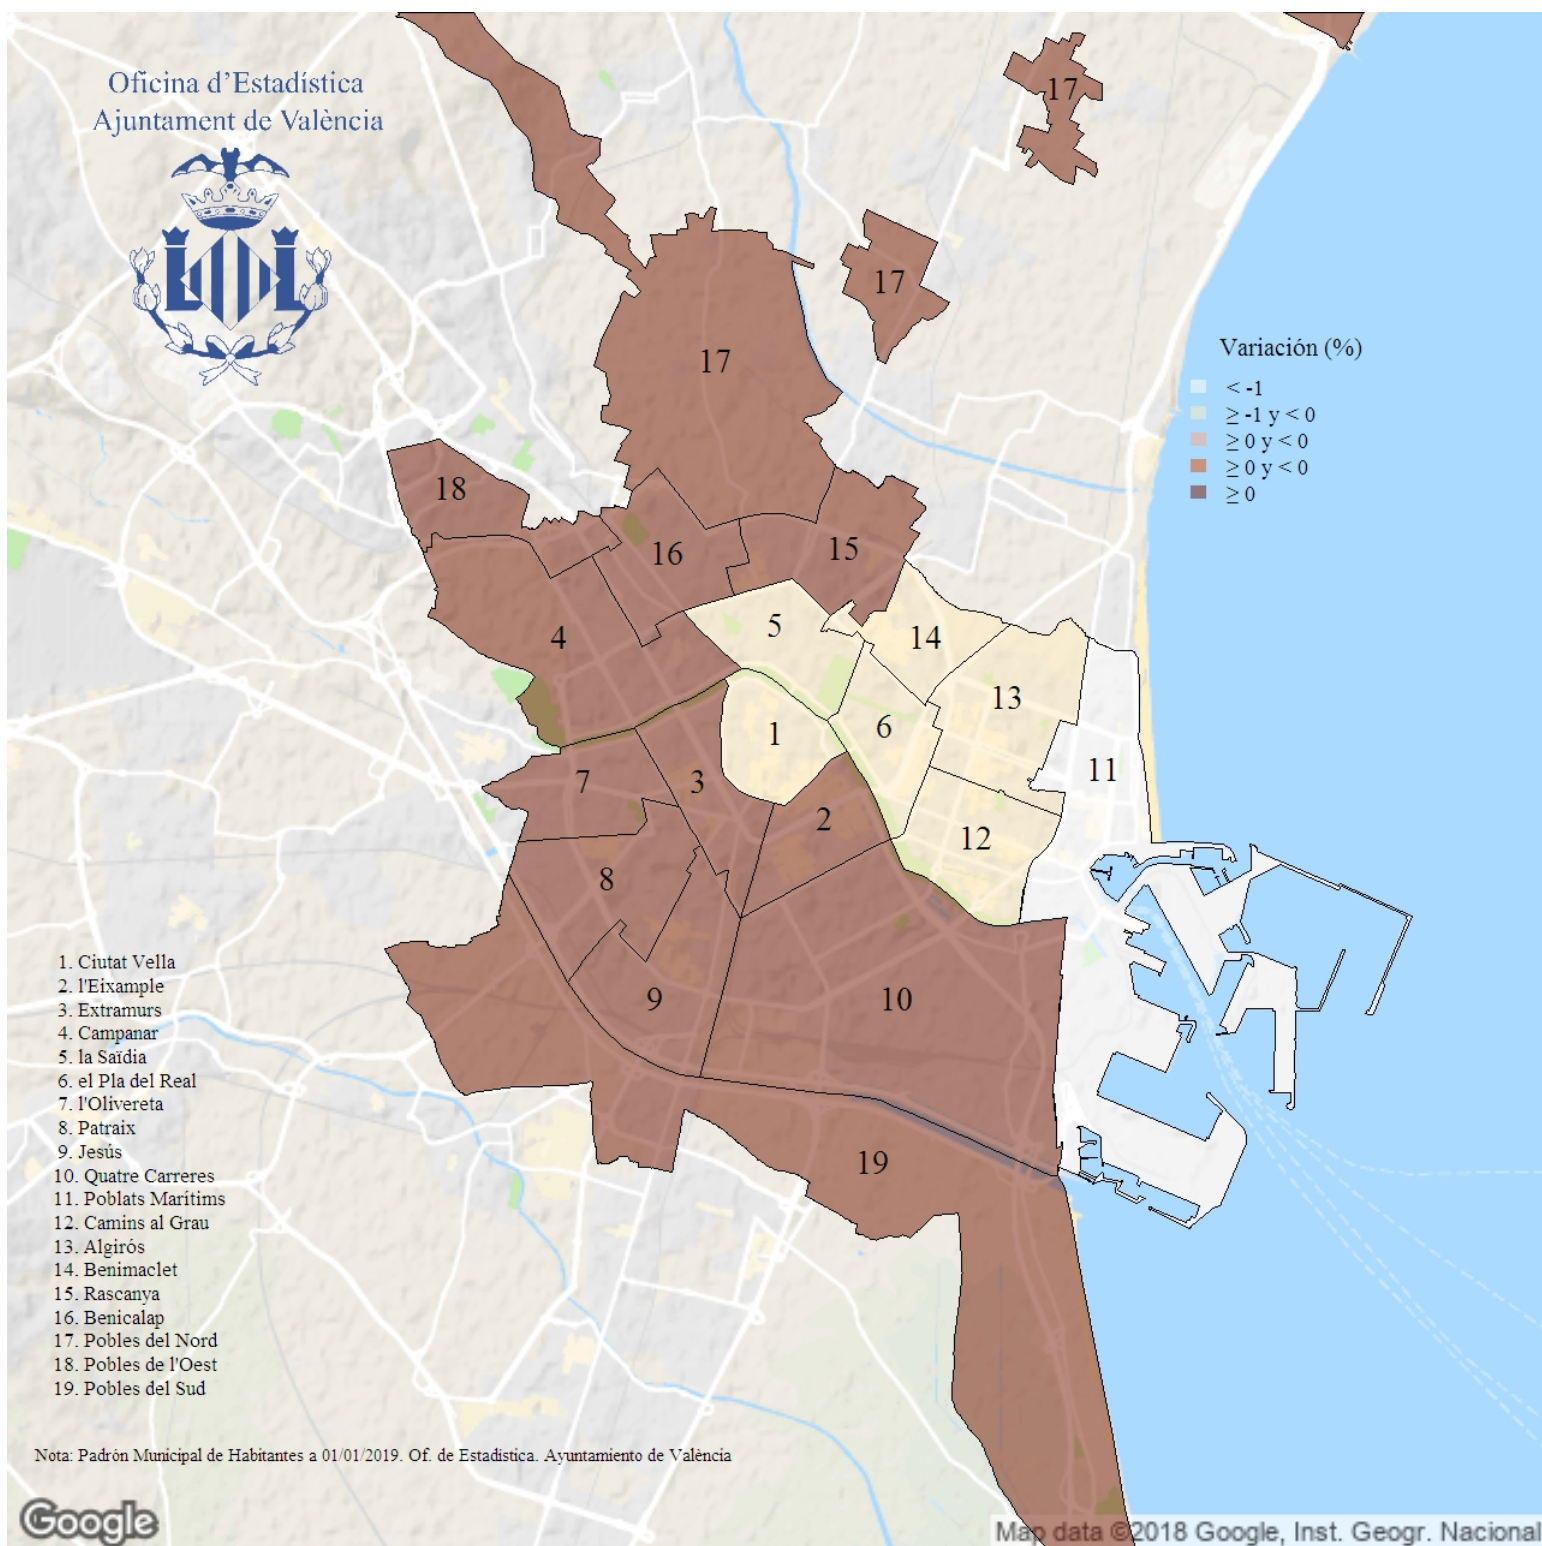 Oficina d'Estadística
Ajuntament de València
17
17
17
Variación (%)
< -1
≥ -1 y < 0
≥ 0 y < 0
≥ 0 y < 0
≥ 0
18
16
15
5
14
4
13
6
1
11
7
3
2
12
8
9
10
19
1. Ciutat Vella
2. l'Eixample
3. Extramurs
4. Campanar
5. la Saïdia
6. el Pla del Real
7. l'Olivereta
8. Patraix
9. Jesús
10. Quatre Carreres
11. Poblats Marítims
12. Camins al Grau
13. Algirós
14. Benimaclet
15. Rascanya
16. Benicalap
17. Pobles del Nord
18. Pobles de l'Oest
19. Pobles del Sud
Nota: Padrón Municipal de Habitantes a 01/01/2019. Of. de Estadística. Ayuntamiento de València
Google
Map data ©2018 Google, Inst. Geogr. Nacional